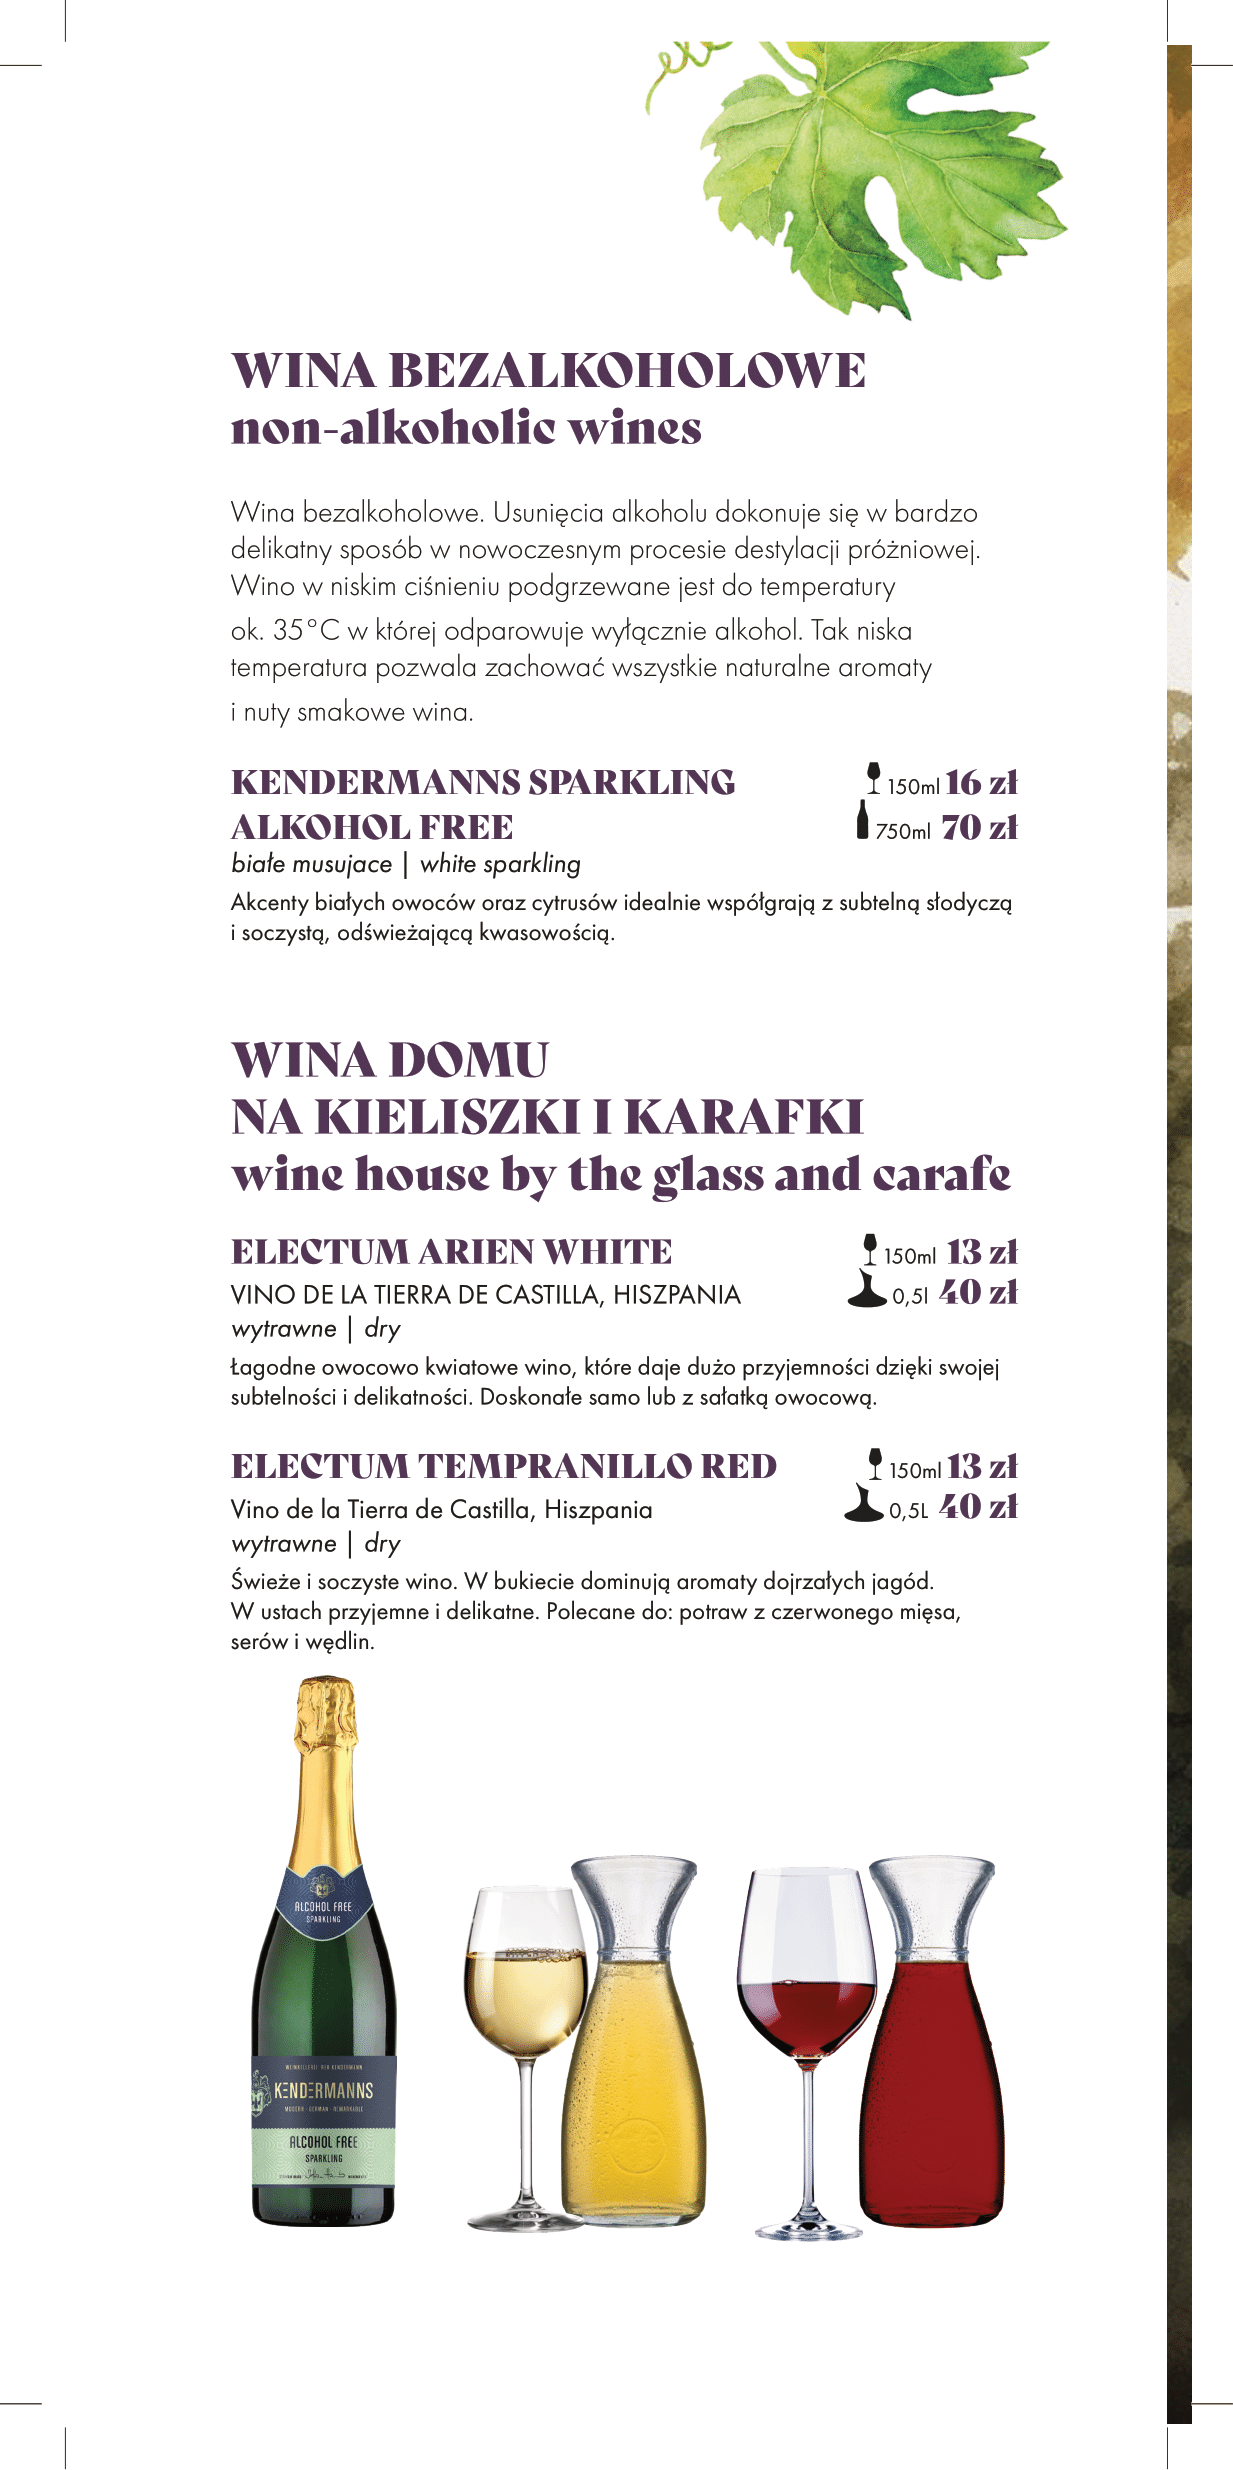 WINA BEZALKOHOLOWE
non-alkoholic wines
Wina bezalkoholowe. Usunięcia alkoholu dokonuje się w bardzo
delikatny sposób w nowoczesnym procesie destylacji próżniowej.
Wino w niskim ciśnieniu podgrzewane jest do temperatury
ok. 35°C w której odparowuje wyłącznie alkohol. Tak niska
temperatura pozwala zachować wszystkie naturalne aromaty
i nuty smakowe wina.
KENDERMANNS SPARKLING 150ml 16 zł
ALKOHOL FREE 750ml 70 zł
białe musujace | white sparkling
Akcenty białych owoców oraz cytrusów idealnie współgrają z subtelną słodyczą
i soczystą, odświeżającą kwasowością.
WINA DOMU
NA KIELISZKI I KARAFKI
wine house by the glass and carafe
ELECTUM ARIEN WHITE 150ml 13 zł
VINO DE LA TIERRA DE CASTILLA, HISZPANIA 0,5l 40 zł
wytrawne | dry
Łagodne owocowo kwiatowe wino, które daje dużo przyjemności dzięki swojej
subtelności i delikatności. Doskonałe samo lub z sałatką owocową.
ELECTUM TEMPRANILLO RED 150ml 13 zł
Vino de la Tierra de Castilla, Hiszpania 0,5L 40 zł
wytrawne | dry
Świeże i soczyste wino. W bukiecie dominują aromaty dojrzałych jagód.
W ustach przyjemne i delikatne. Polecane do: potraw z czerwonego mięsa,
serów i wędlin.
ALCOHOL FREE
SPARKLING
WEINKELLEREI
KENDERMANNS
MODERN · GERMAN · REMARKABLE
ALCOHOL FREE
SPARKLING